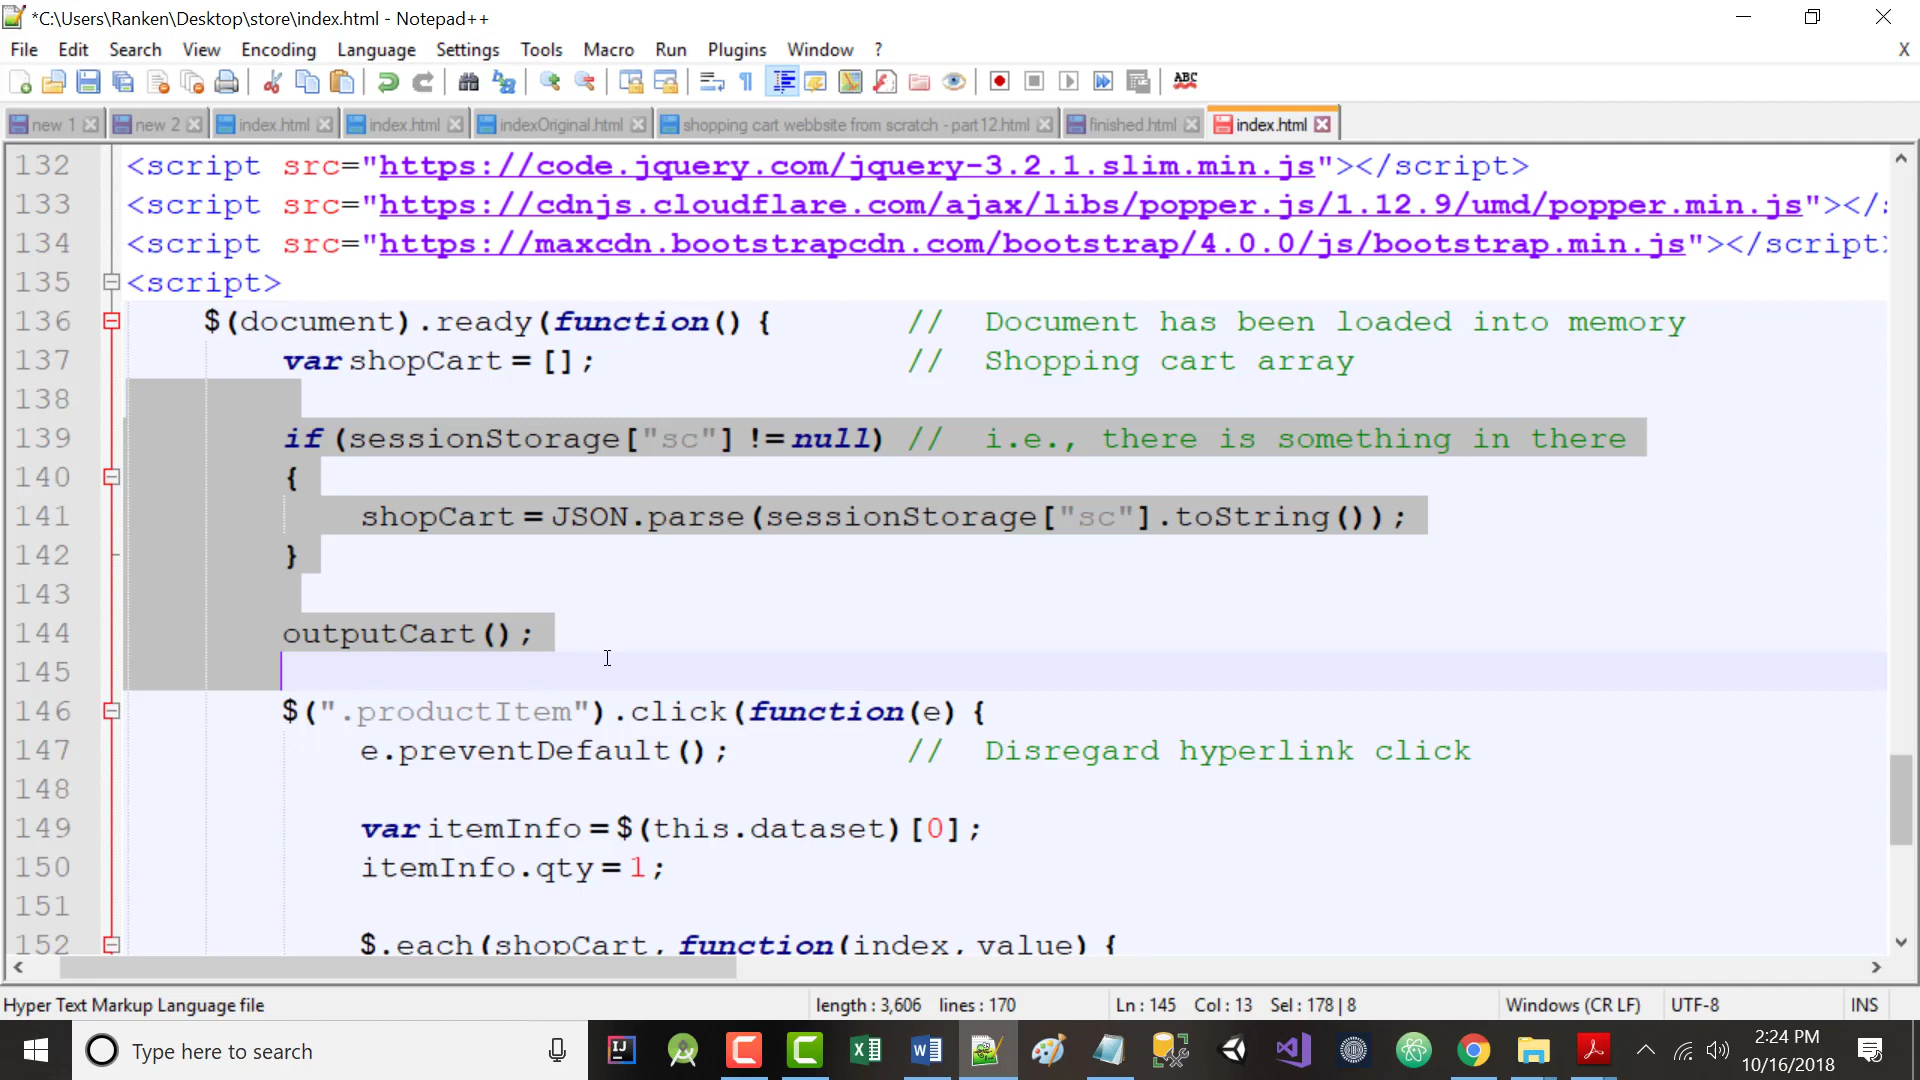 *C:\Users\Ranken\Desktop\store\index.html - Notepad++
File Edit Search View Encoding Language Settings Tools Macro Run Plugins Window ? X
ABC
new 1 new 2 index.html index.html indexOriginal.html shopping cart webbsite from scratch - part12.html finished.html index.html
132 <script src="https://code.jquery.com/jquery-3.2.1.slim.min.js"></script>
133 <script src="https://cdnjs.cloudflare.com/ajax/libs/popper.js/1.12.9/umd/popper.min.js"></
134 <script src="https://maxcdn.bootstrapcdn.com/bootstrap/4.0.0/js/bootstrap.min.js"></script
135 <script>
136 $(document).ready(function() { // Document has been loaded into memory
137 var shopCart = []; // Shopping cart array
138
139 if (sessionStorage["sc"] != null) // i.e., there is something in there
140 {
141 shopCart = JSON.parse(sessionStorage["sc"].toString());
142 }
143
144 outputCart();
145
146 $(".productItem").click(function(e) {
147 e.preventDefault(); // Disregard hyperlink click
148
149 var itemInfo = $(this.dataset)[0];
150 itemInfo.qty = 1;
151
152 $.each(shopCart, function(index, value) {
Hyper Text Markup Language file length : 3,606 lines : 170 Ln : 145 Col : 13 Sel : 178 | 8 Windows (CR LF) UTF-8 INS
Type here to search
2:24 PM
10/16/2018